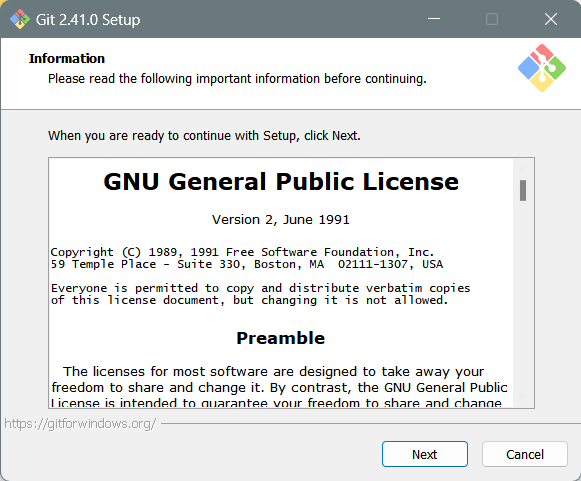 Git 2.41.0 Setup
Information
Please read the following important information before continuing.
When you are ready to continue with Setup, click Next.
GNU General Public License
Version 2, June 1991
Copyright (C) 1989, 1991 Free Software Foundation, Inc.
59 Temple Place - Suite 330, Boston, MA  02111-1307, USA
Everyone is permitted to copy and distribute verbatim copies
of this license document, but changing it is not allowed.
Preamble
The licenses for most software are designed to take away your
freedom to share and change it. By contrast, the GNU General Public
License is intended to guarantee your freedom to share and change
https://gitforwindows.org/
Next
Cancel